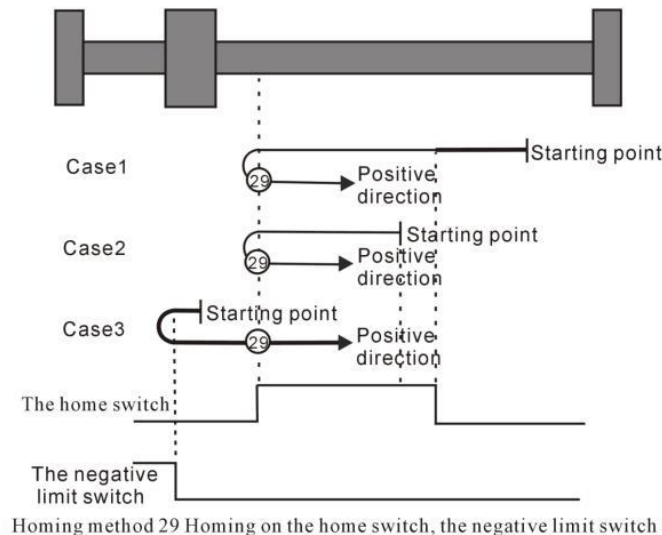 Starting point
Case1
29
Positive
direction
Starting point
Case2
29
Positive
direction
Starting point
Case3
29
Positive
direction
The home switch
The negative
limit switch
Homing method 29 Homing on the home switch, the negative limit switch